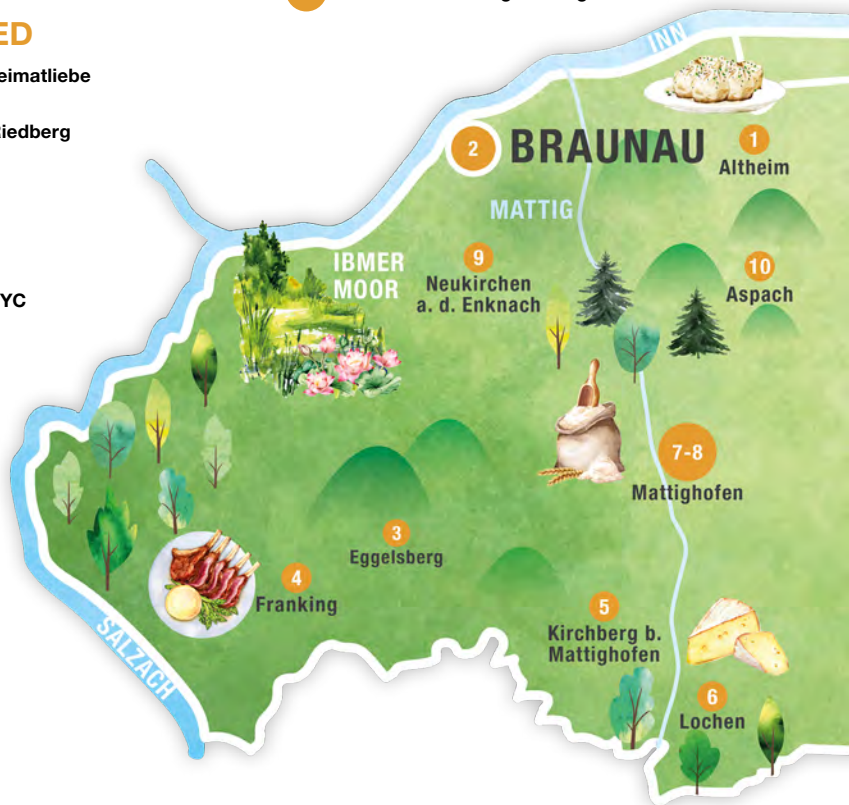 ED
eimatliebe
iedberg
YC
INN
2
BRAUNAU
1
Altheim
MATTIG
IBMER
MOOR
9
Neukirchen
a. d. Enknach
10
Aspach
7-8
Mattighofen
3
Eggelsberg
4
Franking
5
Kirchberg b.
Mattighofen
SALZACH
6
Lochen